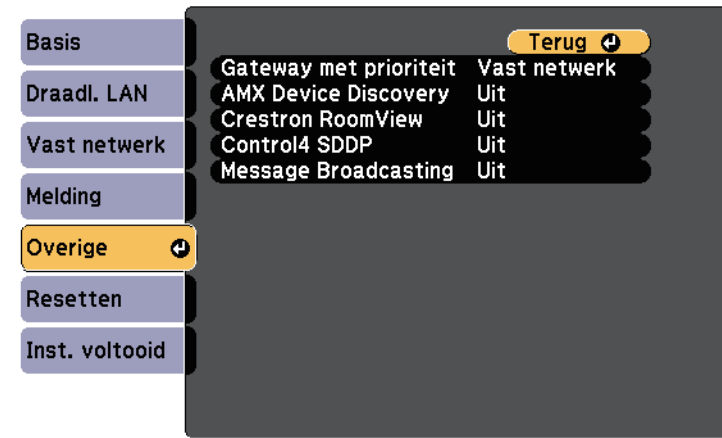 Basis
Draadl. LAN
Vast netwerk
Melding
Overige
Resetten
Inst. voltooid
Terug
Gateway met prioriteit Vast netwerk
AMX Device Discovery Uit
Crestron RoomView Uit
Control4 SDDP Uit
Message Broadcasting Uit